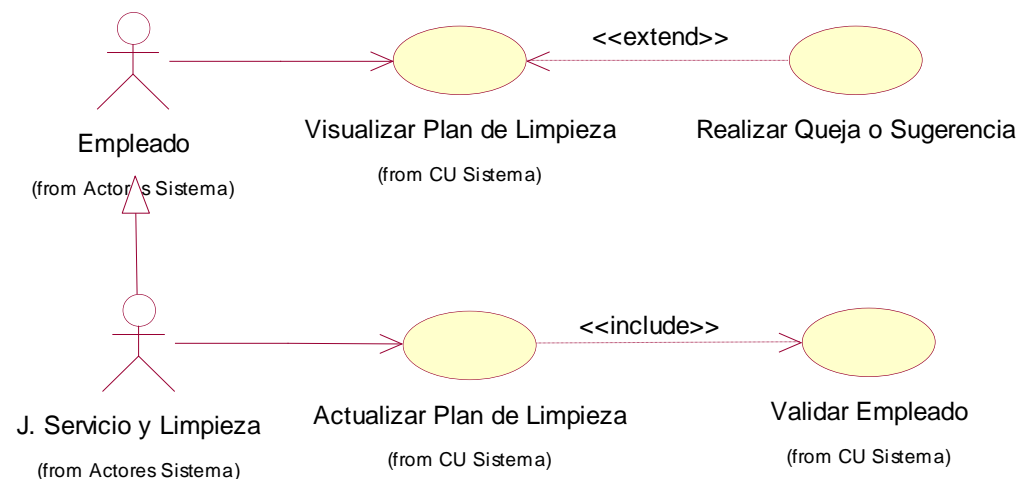 <<extend>>
Empleado
(from Actores Sistema)
Visualizar Plan de Limpieza
(from CU Sistema)
Realizar Queja o Sugerencia
<<include>>
J. Servicio y Limpieza
(from Actores Sistema)
Actualizar Plan de Limpieza
(from CU Sistema)
Validar Empleado
(from CU Sistema)